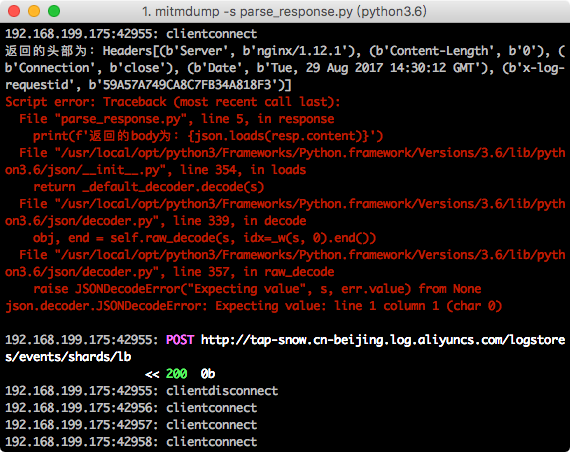 1. mitmdump -s parse_response.py (python3.6)
192.168.199.175:42955: clientconnect
返回的头部为：Headers[(b'Server', b'nginx/1.12.1'), (b'Content-Length', b'0'), (
b'Connection', b'close'), (b'Date', b'Tue, 29 Aug 2017 14:30:12 GMT'), (b'x-log-
requestid', b'59A57A749CA8C7FB34A818F3')]
Script error: Traceback (most recent call last):
  File "parse_response.py", line 5, in response
    print(f'返回的body为：{json.loads(resp.content)}')
  File "/usr/local/opt/python3/Frameworks/Python.framework/Versions/3.6/lib/pyth
on3.6/json/__init__.py", line 354, in loads
    return _default_decoder.decode(s)
  File "/usr/local/opt/python3/Frameworks/Python.framework/Versions/3.6/lib/pyth
on3.6/json/decoder.py", line 339, in decode
    obj, end = self.raw_decode(s, idx=_w(s, 0).end())
  File "/usr/local/opt/python3/Frameworks/Python.framework/Versions/3.6/lib/pyth
on3.6/json/decoder.py", line 357, in raw_decode
    raise JSONDecodeError("Expecting value", s, err.value) from None
json.decoder.JSONDecodeError: Expecting value: line 1 column 1 (char 0)
192.168.199.175:42955: POST http://tap-snow.cn-beijing.log.aliyuncs.com/logstore
s/events/shards/lb
<< 200 0b
192.168.199.175:42955: clientdisconnect
192.168.199.175:42956: clientconnect
192.168.199.175:42957: clientconnect
192.168.199.175:42958: clientconnect